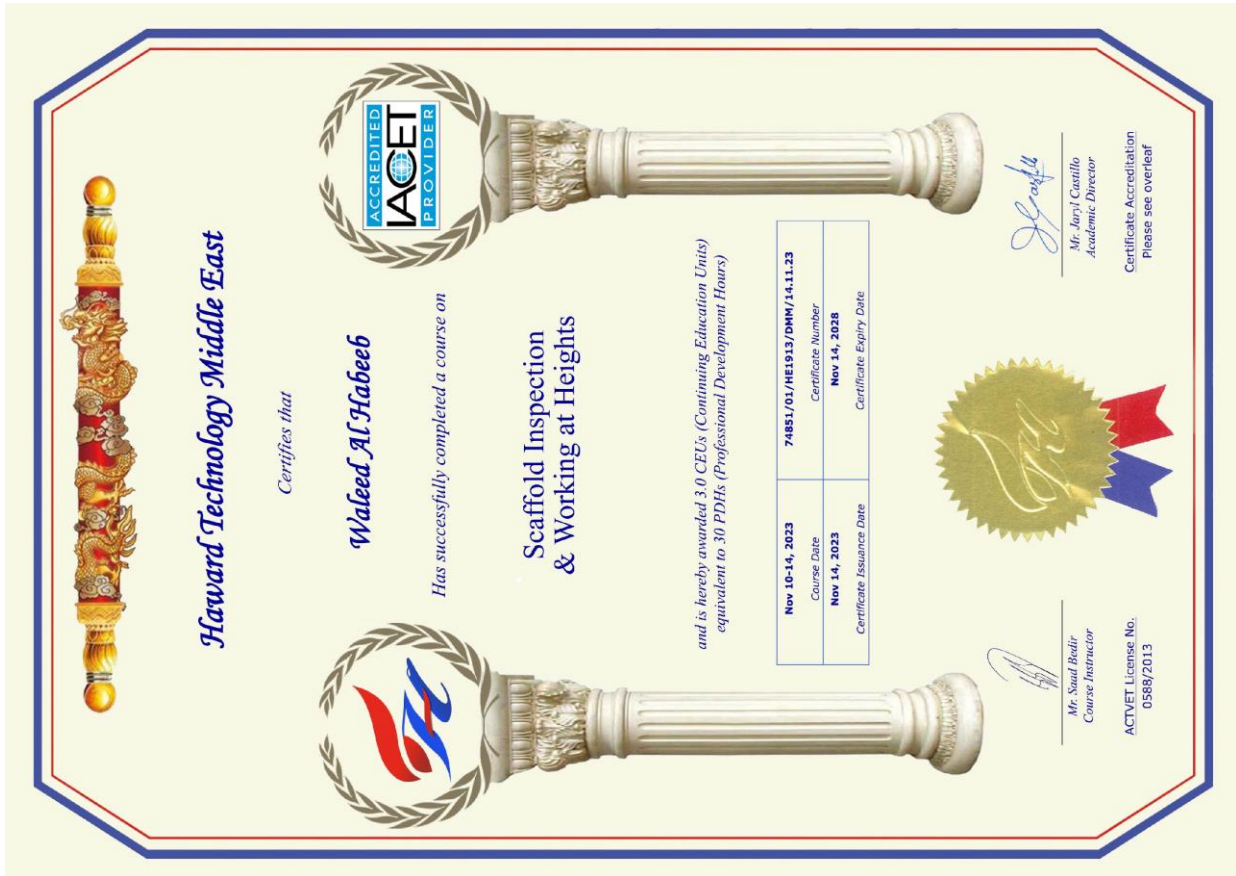 Haward Technology Middle East
Certifies that
ACCREDITED
IACET
PROVIDER
Waleed Al Habeeb
Has successfully completed a course on
Scaffold Inspection
& Working at Heights
and is hereby awarded 3.0 CEUs (Continuing Education Units)
equivalent to 30 PDHs (Professional Development Hours)
Nov 10-14, 2023 74851/01/HE1913/DMM/14.11.23
Course Date Certificate Number
Nov 14, 2023 Nov 14, 2028
Certificate Issuance Date Certificate Expiry Date
Mr. Saad Bedir
Course Instructor
Mr. Jaryl Castillo
Academic Director
ACTVET License No.
0588/2013
Certificate Accreditation
Please see overleaf